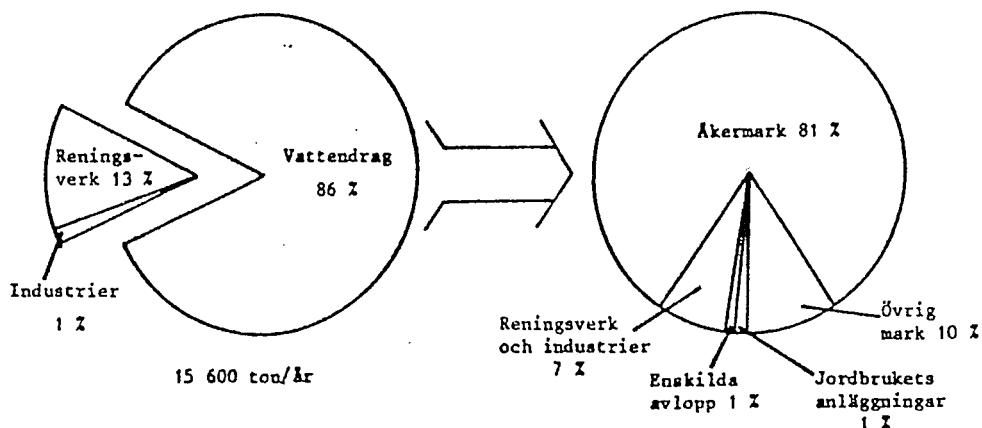 Renings-
verk 13 %
Industrier
1 %
Vattendrag
86 %
15 600 ton/år
Åkermark 81 %
Reningsverk
och industrier
7 %
Enskilda
avlopp 1 %
Jordbrukets
anläggningar
1 %
Övrig
mark 10 %